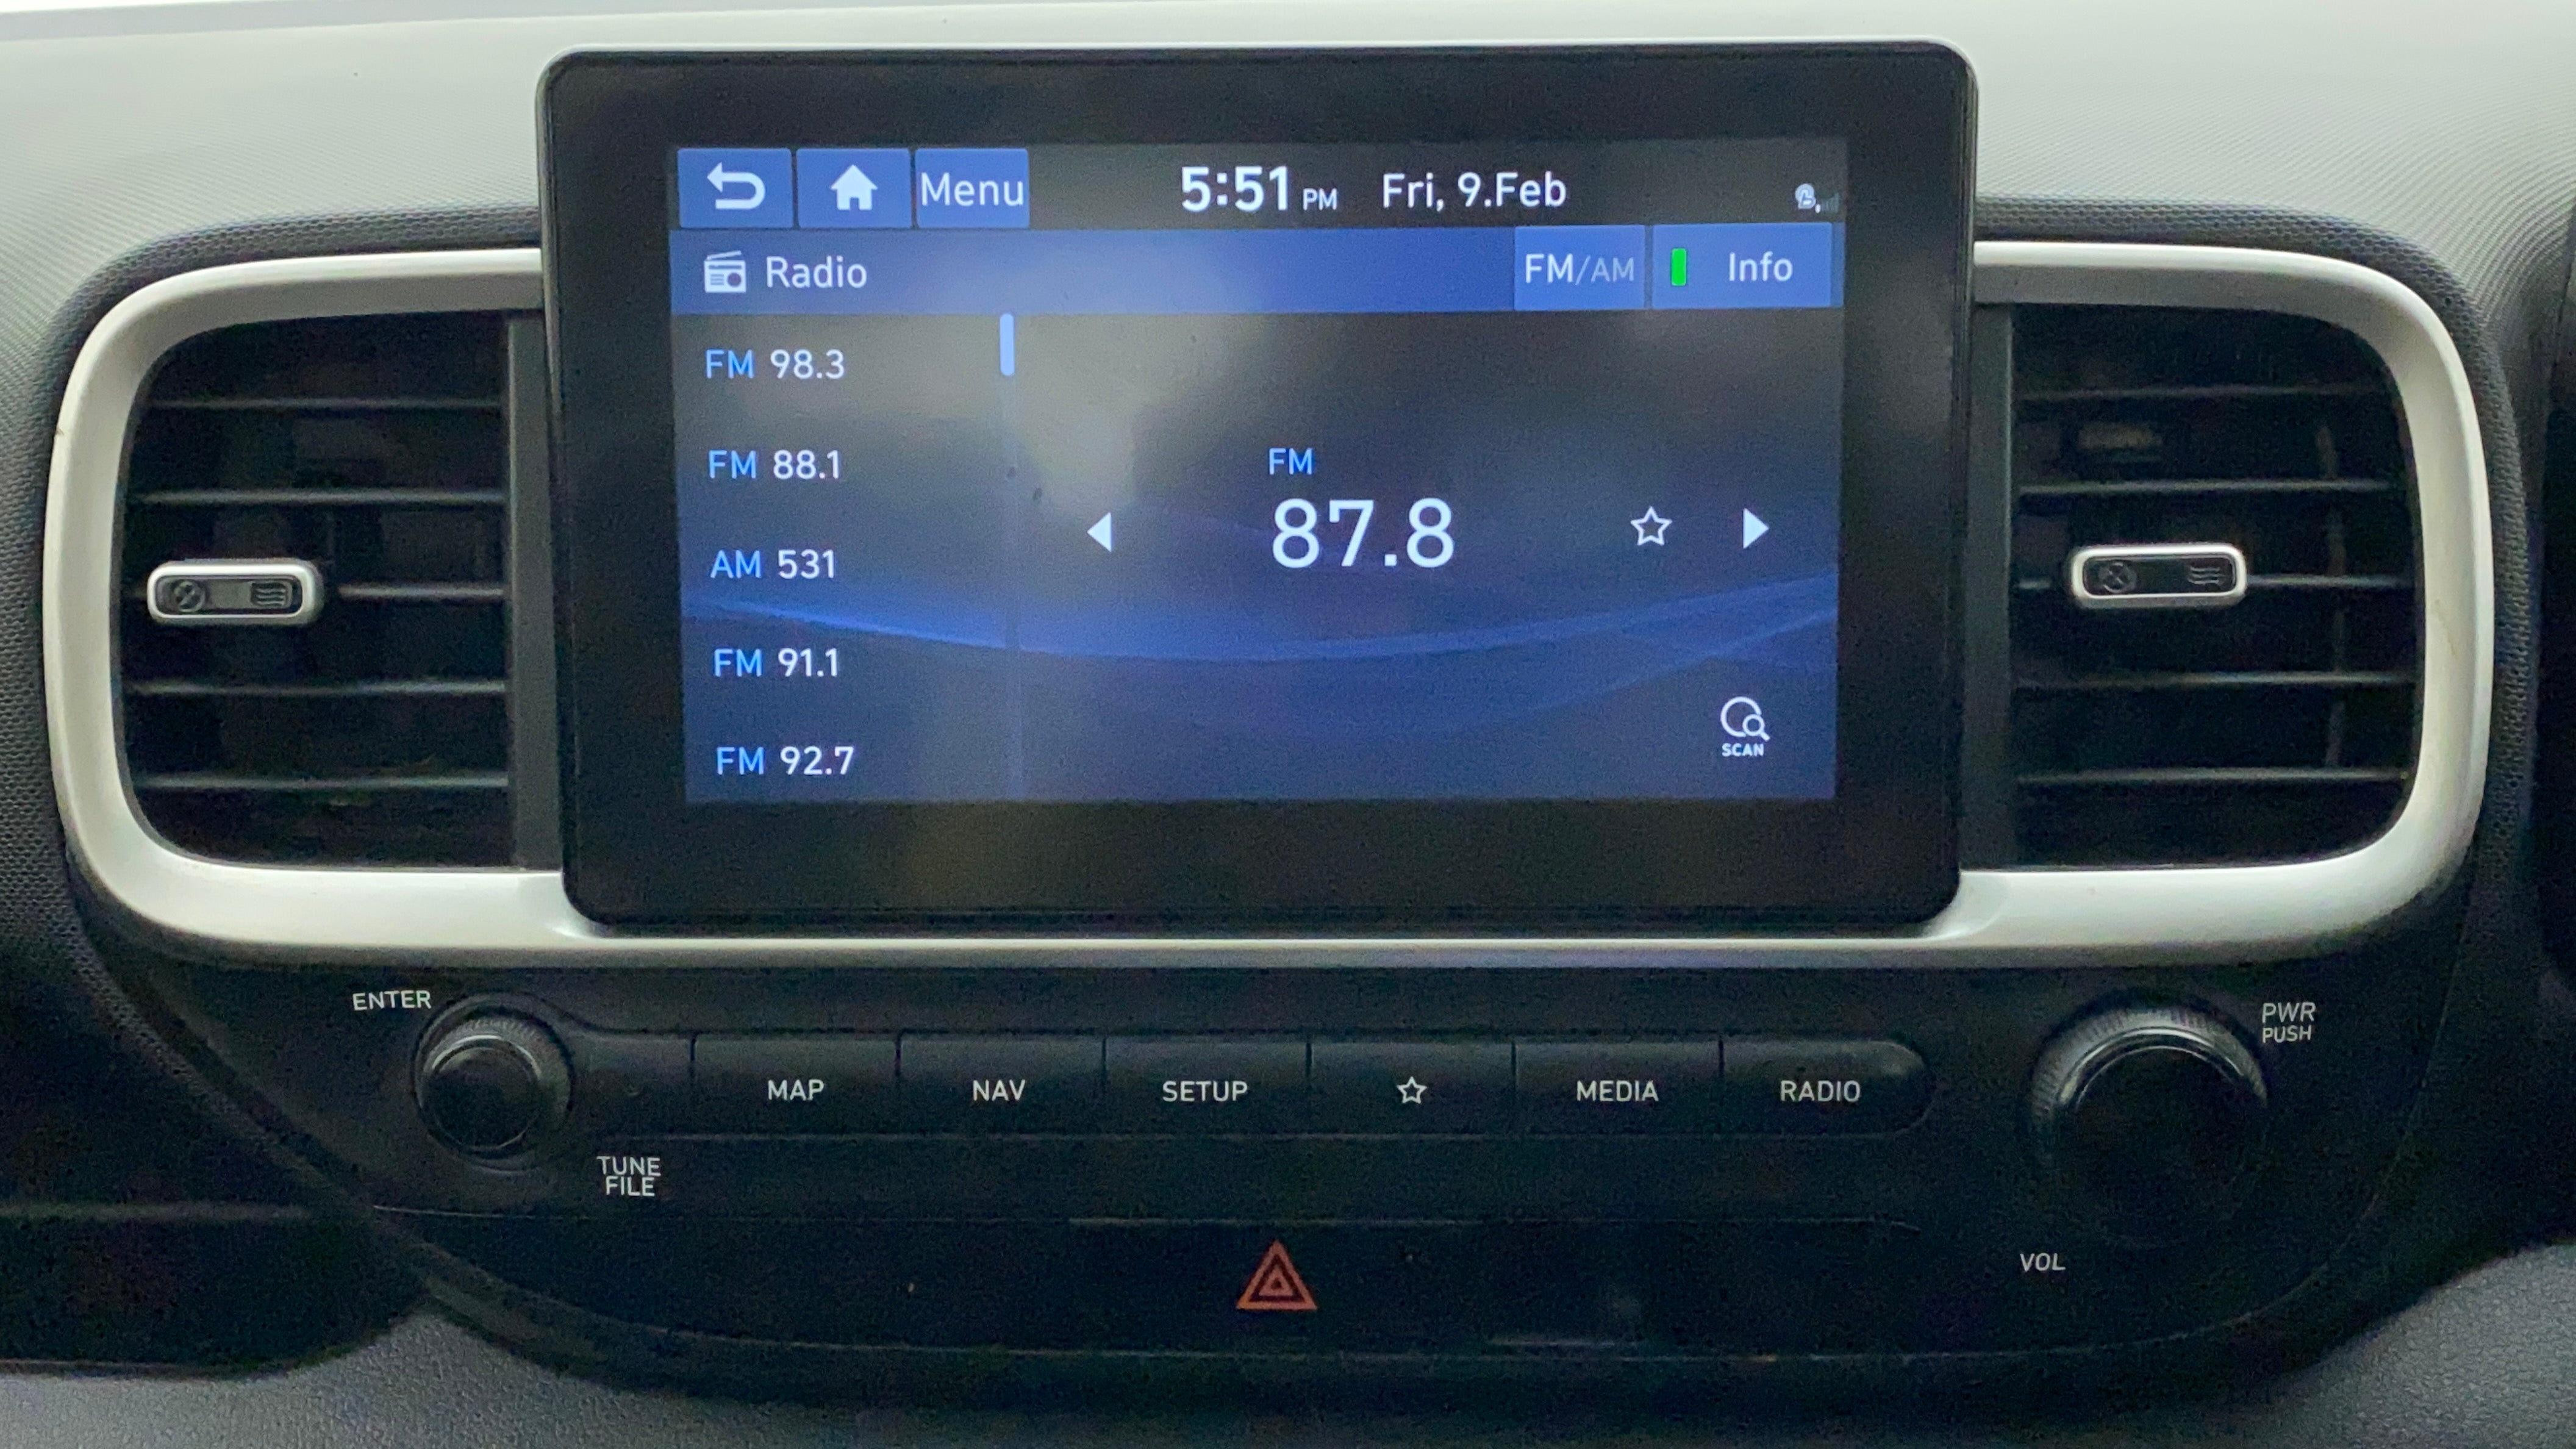 Menu 5:51 PM Fri, 9.Feb
Radio FM/AM Info
FM 98.3
FM 88.1
AM 531
FM 91.1
FM 92.7
FM
87.8
SCAN
ENTER
TUNE
FILE
MAP NAV SETUP MEDIA RADIO
PWR
PUSH
VOL